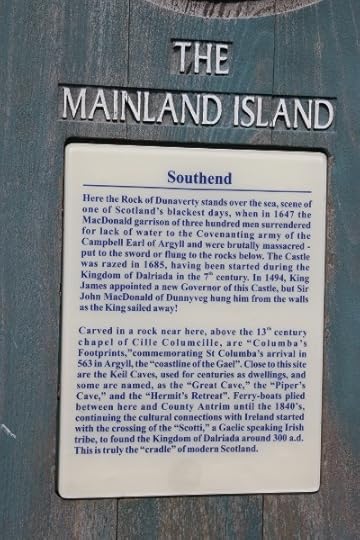 THE
MAINLAND ISLAND
Southend
Here the Rock of Dunaverty stands over the sea, scene of
one of Scotland's blackest days, when in 1647 the
MacDonald garrison of three hundred men surrendered
for lack of water to the Covenanting army of the
Campbell Earl of Argyll and were brutally massacred -
put to the sword or flung to the rocks below. The Castle
was razed in 1685, having been started during the
Kingdom of Dalriada in the 7th century. In 1494, King
James appointed a new Governor of this Castle, but Sir
John MacDonald of Dunnyveg hung him from the walls
as the King sailed away!
Carved in a rock near here, above the 13th century
chapel of Cille Columcille, are "Columba's
Footprints,"commemorating St Columba's arrival in
563 in Argyll, the "coastline of the Gael". Close to this site
are the Keil Caves, used for centuries as dwellings, and
some are named, as the "Great Cave," the "Piper's
Cave," and the "Hermit's Retreat". Ferry-boats plied
between here and County Antrim until the 1840's,
continuing the cultural connections with Ireland started
with the crossing of the "Scotti," a Gaelic speaking Irish
tribe, to found the Kingdom of Dalriada around 300 a.d.
This is truly the "cradle" of modern Scotland.